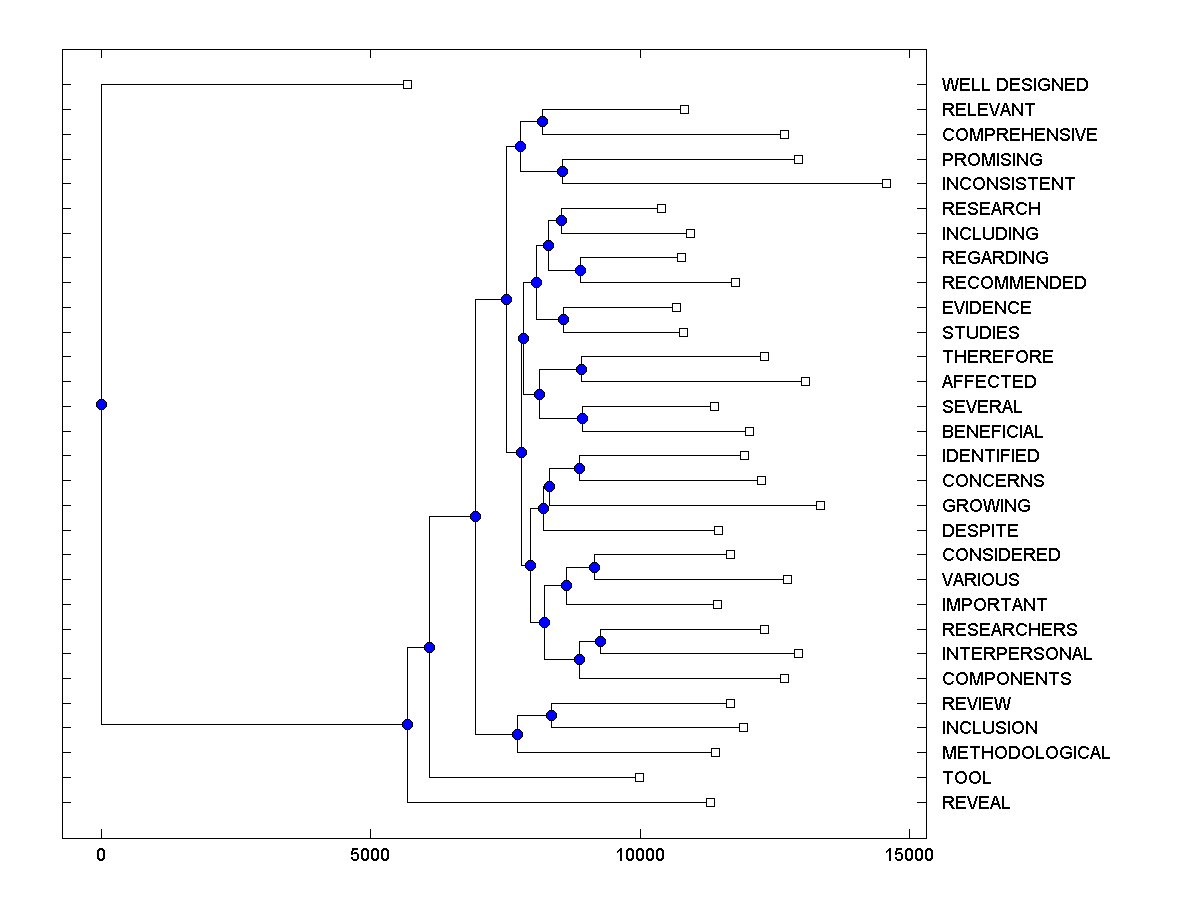 WELL DESIGNED
RELEVANT
COMPREHENSIVE
PROMISING
INCONSISTENT
RESEARCH
INCLUDING
REGARDING
RECOMMENDED
EVIDENCE
STUDIES
THEREFORE
AFFECTED
SEVERAL
BENEFICIAL
IDENTIFIED
CONCERNS
GROWING
DESPITE
CONSIDERED
VARIOUS
IMPORTANT
RESEARCHERS
INTERPERSONAL
COMPONENTS
REVIEW
INCLUSION
METHODOLOGICAL
TOOL
REVEAL
0 5000 10000 15000